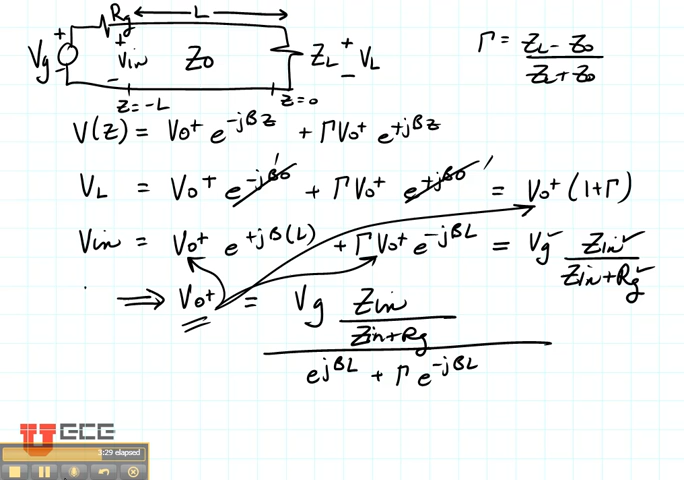 Rg L
Vg + - + Vin - Z0 ZL + VL - Γ = ZL - Z0 / ZL + Z0
z=-L z=0
V(z) = V0+ e^-jβz + ΓV0+ e^+jβz
VL = V0+ e^-jβ0 1 + ΓV0+ e^+jβ0 1 = V0+ (1+Γ)
Vin = V0+ e^+jβ(L) + ΓV0+ e^-jβL = Vg Zin / Zin + Rg
⇒ V0+ = Vg Zin / Zin+Rg
e^jβL + Γ e^-jβL
U ECE
3:29 elapsed